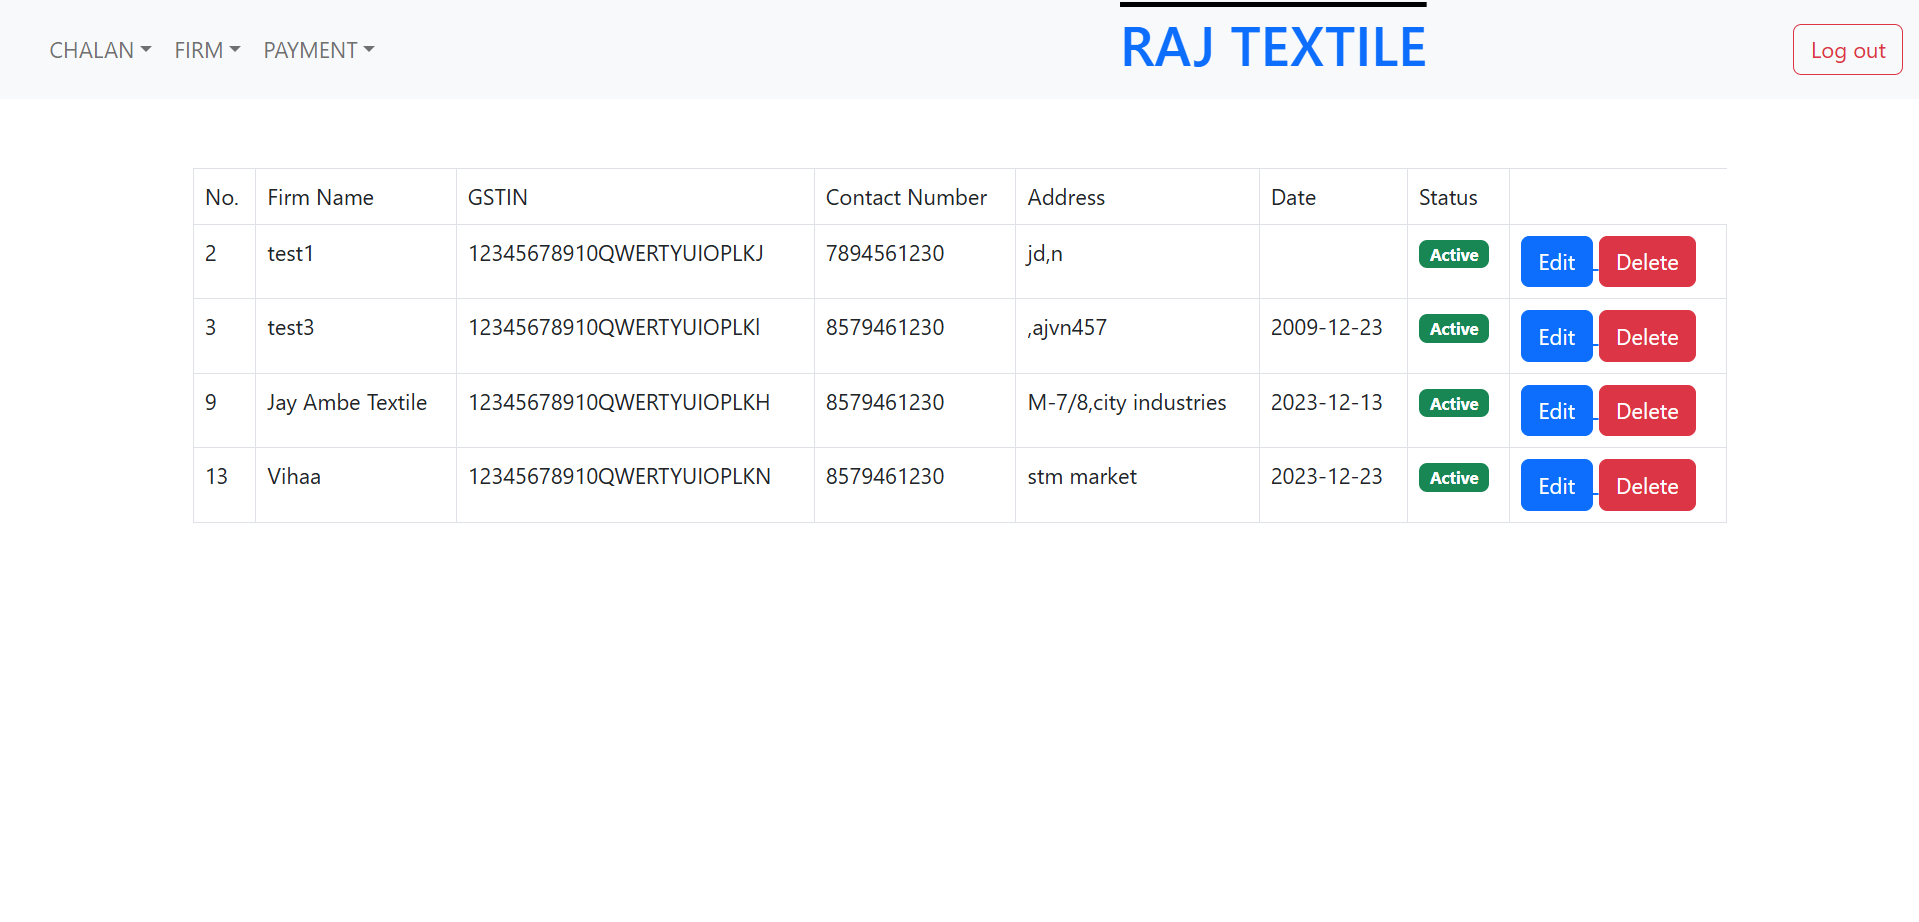 CHALAN FIRM PAYMENT RAJ TEXTILE Log out
No. Firm Name GSTIN Contact Number Address Date Status
2 test1 12345678910QWERTYUIOPLKJ 7894561230 jd,n Active Edit Delete
3 test3 12345678910QWERTYUIOPLKl 8579461230 ,ajvn457 2009-12-23 Active Edit Delete
9 Jay Ambe Textile 12345678910QWERTYUIOPLKH 8579461230 M-7/8,city industries 2023-12-13 Active Edit Delete
13 Vihaa 12345678910QWERTYUIOPLKN 8579461230 stm market 2023-12-23 Active Edit Delete